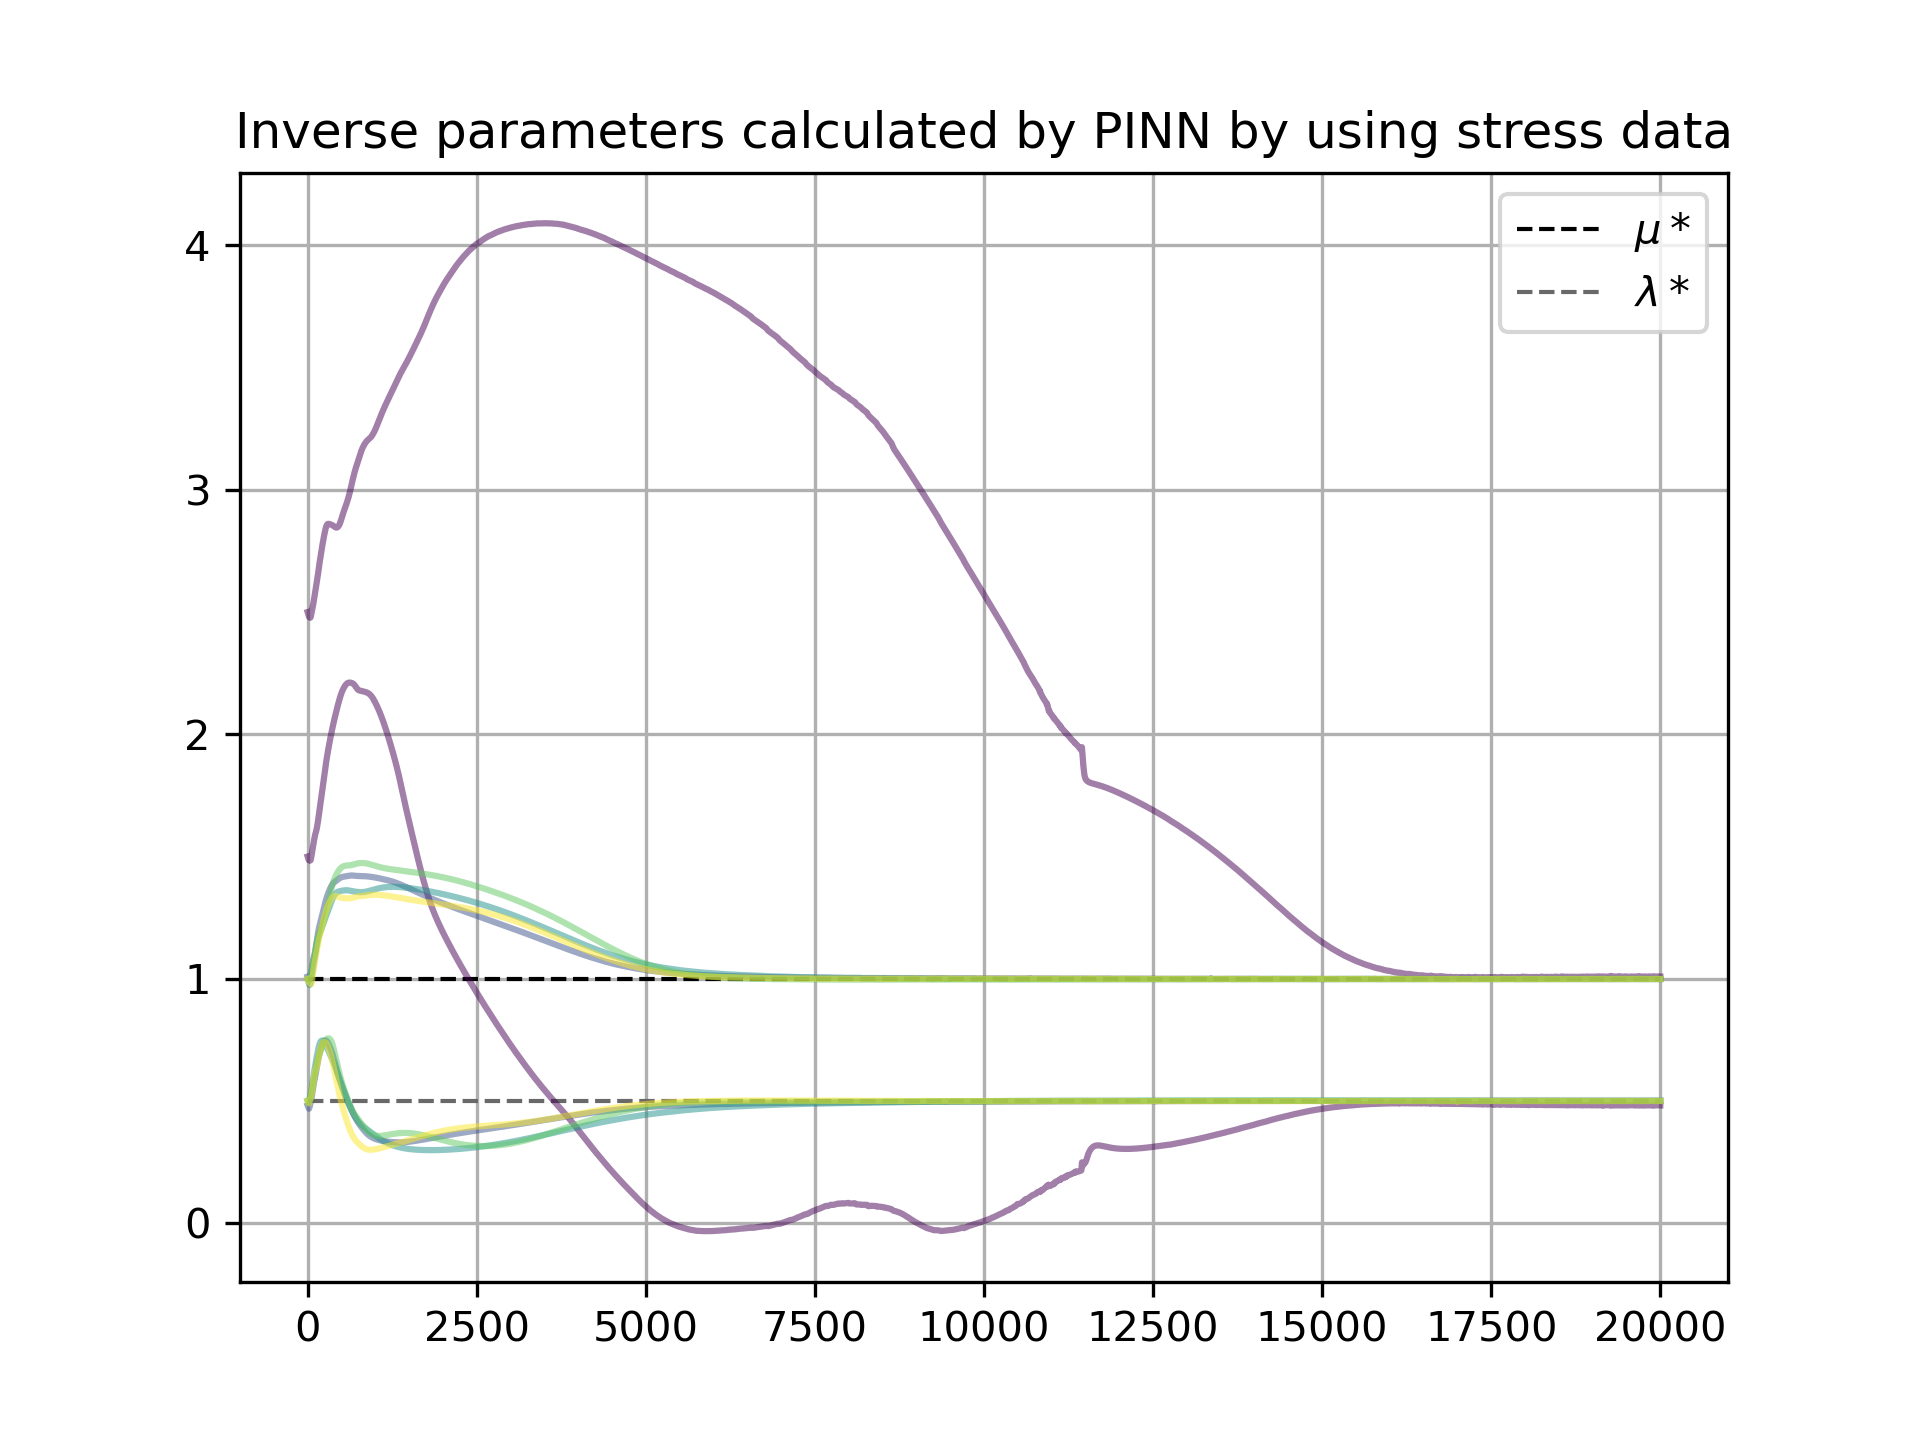 Inverse parameters calculated by PINN by using stress data
μ *
λ *
4
3
2
1
0
0 2500 5000 7500 10000 12500 15000 17500 20000